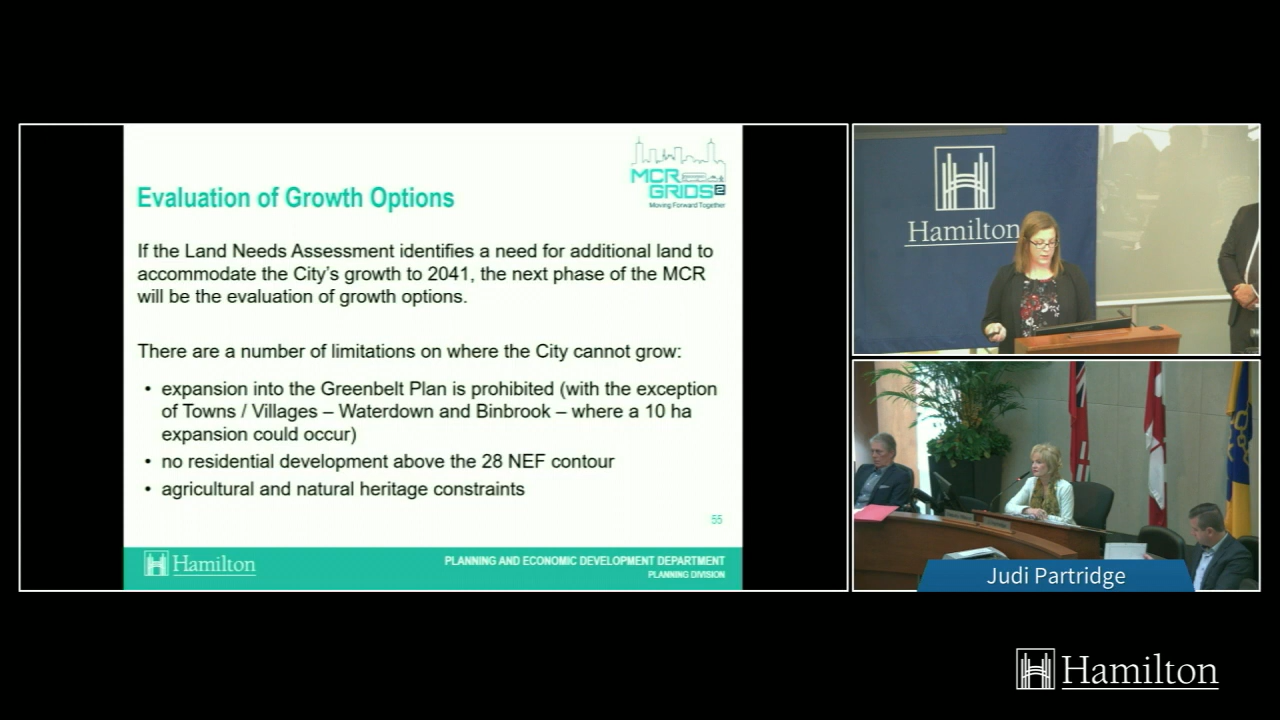 MCR
GRIDS2
Moving Forward Together
Evaluation of Growth Options
If the Land Needs Assessment identifies a need for additional land to
accommodate the City's growth to 2041, the next phase of the MCR
will be the evaluation of growth options.
There are a number of limitations on where the City cannot grow:
• expansion into the Greenbelt Plan is prohibited (with the exception
of Towns / Villages – Waterdown and Binbrook – where a 10 ha
expansion could occur)
• no residential development above the 28 NEF contour
• agricultural and natural heritage constraints
55
Hamilton
PLANNING AND ECONOMIC DEVELOPMENT DEPARTMENT
PLANNING DIVISION
Hamilton
Judi Partridge
Hamilton